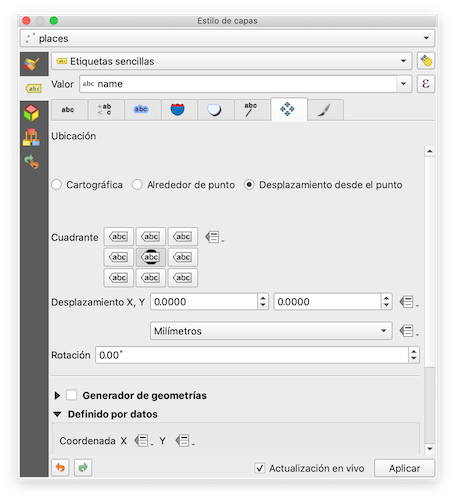 Estilo de capas
places
abc Etiquetas sencillas
Valor abc name ε
abc +ab < c abc abc
Ubicación
Cartográfica Alrededor de punto Desplazamiento desde el punto
Cuadrante abc abc abc
abc abc abc
abc abc abc
Desplazamiento X, Y 0.0000 0.0000
Milímetros
Rotación 0.00°
Generador de geometrías
Definido por datos
Coordenada X Y
Actualización en vivo Aplicar